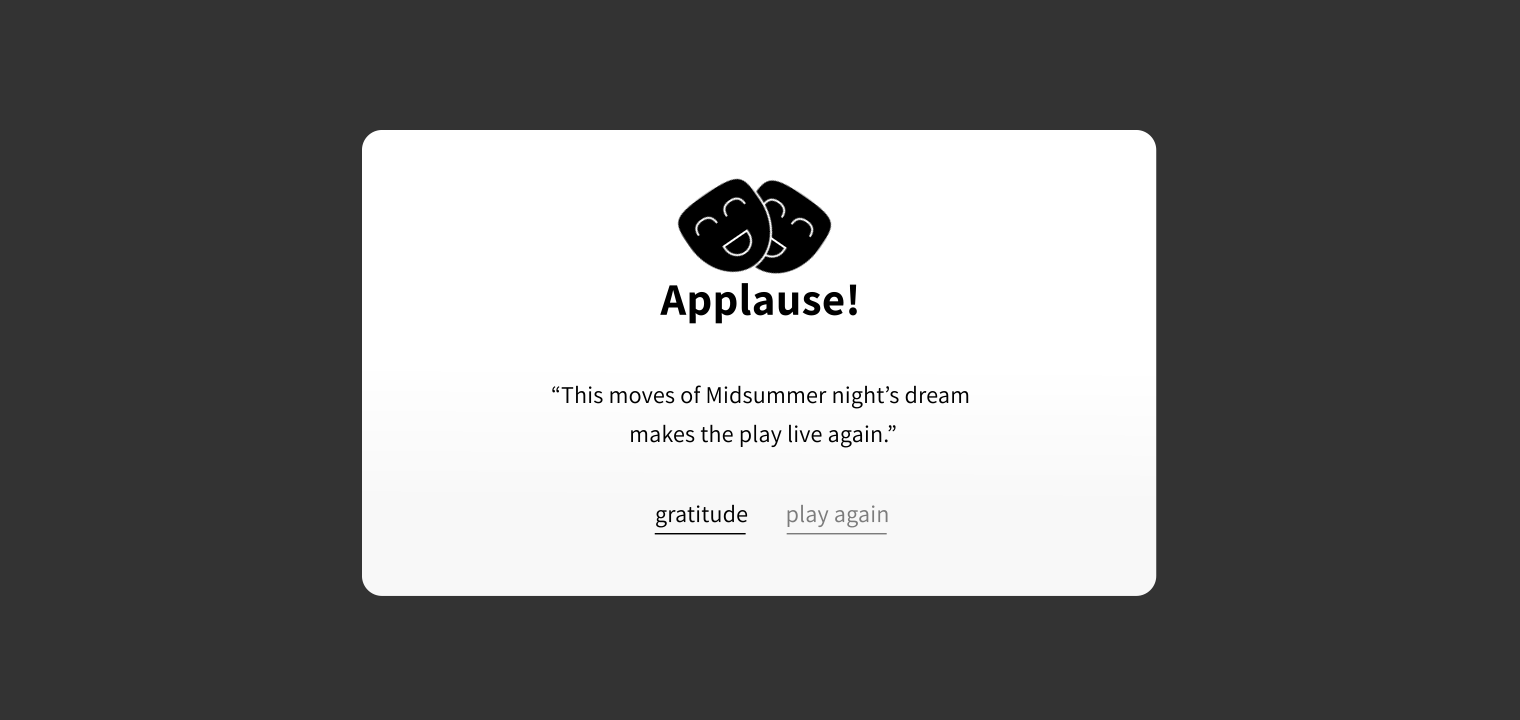 Applause!
“This moves of Midsummer night’s dream
makes the play live again.”
gratitude play again